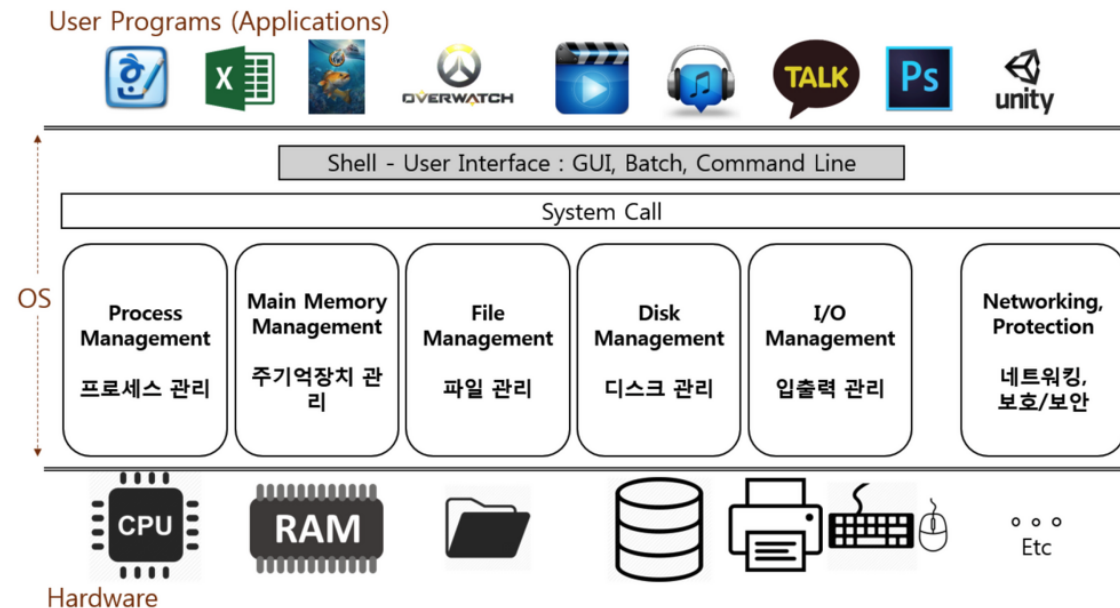 User Programs (Applications)
X
OVERWATCH
TALK
Ps
unity
Shell - User Interface : GUI, Batch, Command Line
System Call
OS
Process
Management
프로세스 관리
Main Memory
Management
주기억장치 관
리
File
Management
파일 관리
Disk
Management
디스크 관리
I/O
Management
입출력 관리
Networking,
Protection
네트워킹,
보호/보안
CPU
RAM
Etc
Hardware